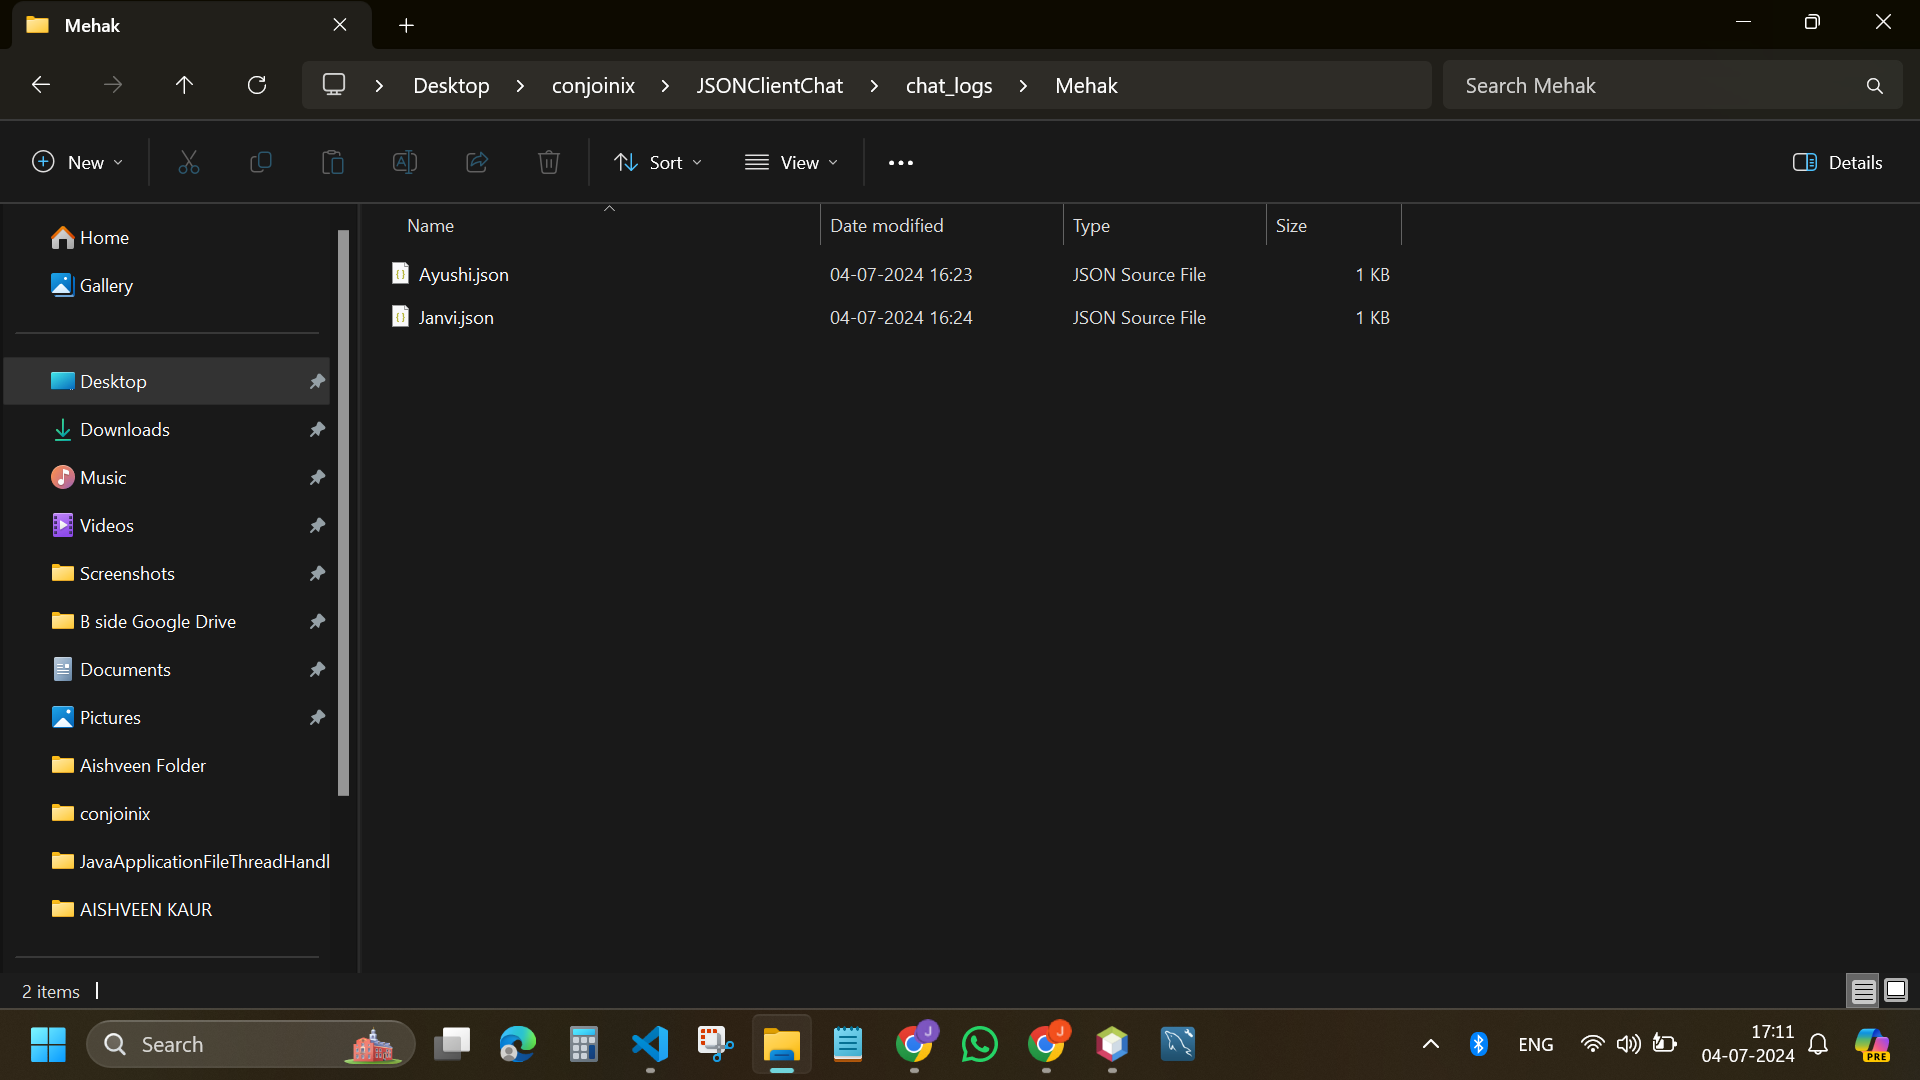 Mehak
Desktop > conjoinix > JSONClientChat > chat_logs > Mehak
Search Mehak
New
Sort
View
Details
Name Date modified Type Size
Ayushi.json 04-07-2024 16:23 JSON Source File 1 KB
Janvi.json 04-07-2024 16:24 JSON Source File 1 KB
Home
Gallery
Desktop
Downloads
Music
Videos
Screenshots
B side Google Drive
Documents
Pictures
Aishveen Folder
conjoinix
JavaApplicationFileThreadHandl
AISHVEEN KAUR
2 items
Search
J
J
ENG
17:11
04-07-2024
PRE